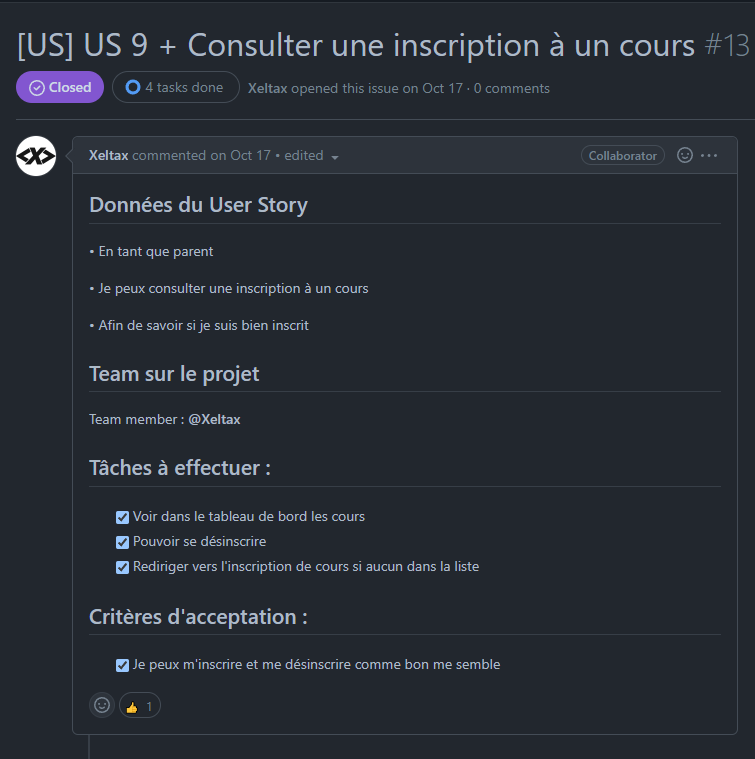 [US] US 9 + Consulter une inscription à un cours #13
Closed 4 tasks done Xeltax opened this issue on Oct 17 · 0 comments
<X>
Xeltax commented on Oct 17 • edited Collaborator
Données du User Story
• En tant que parent
• Je peux consulter une inscription à un cours
• Afin de savoir si je suis bien inscrit
Team sur le projet
Team member : @Xeltax
Tâches à effectuer :
Voir dans le tableau de bord les cours
Pouvoir se désinscrire
Rediriger vers l'inscription de cours si aucun dans la liste
Critères d'acceptation :
Je peux m'inscrire et me désinscrire comme bon me semble
👍 1